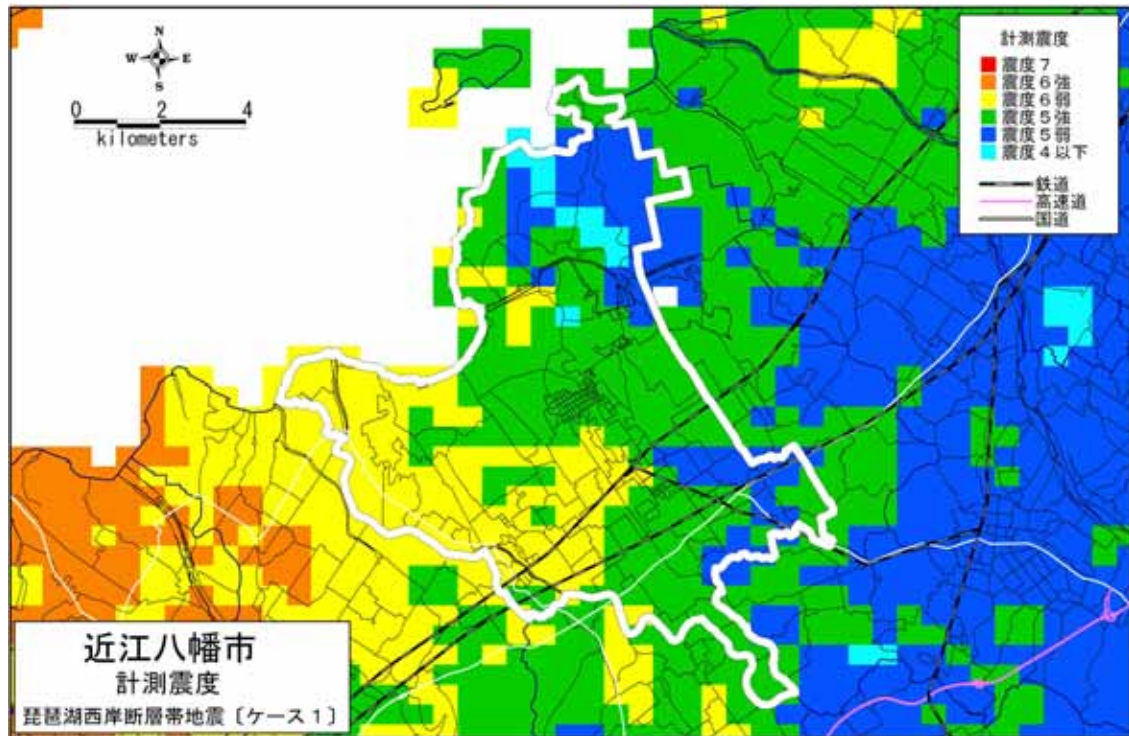 N
W E
S
0 2 4
kilometers
計測震度
震度7
震度6強
震度6弱
震度5強
震度5弱
震度4以下
鉄道
高速道
国道
近江八幡市
計測震度
琵琶湖西岸断層帯地震〔ケース1〕